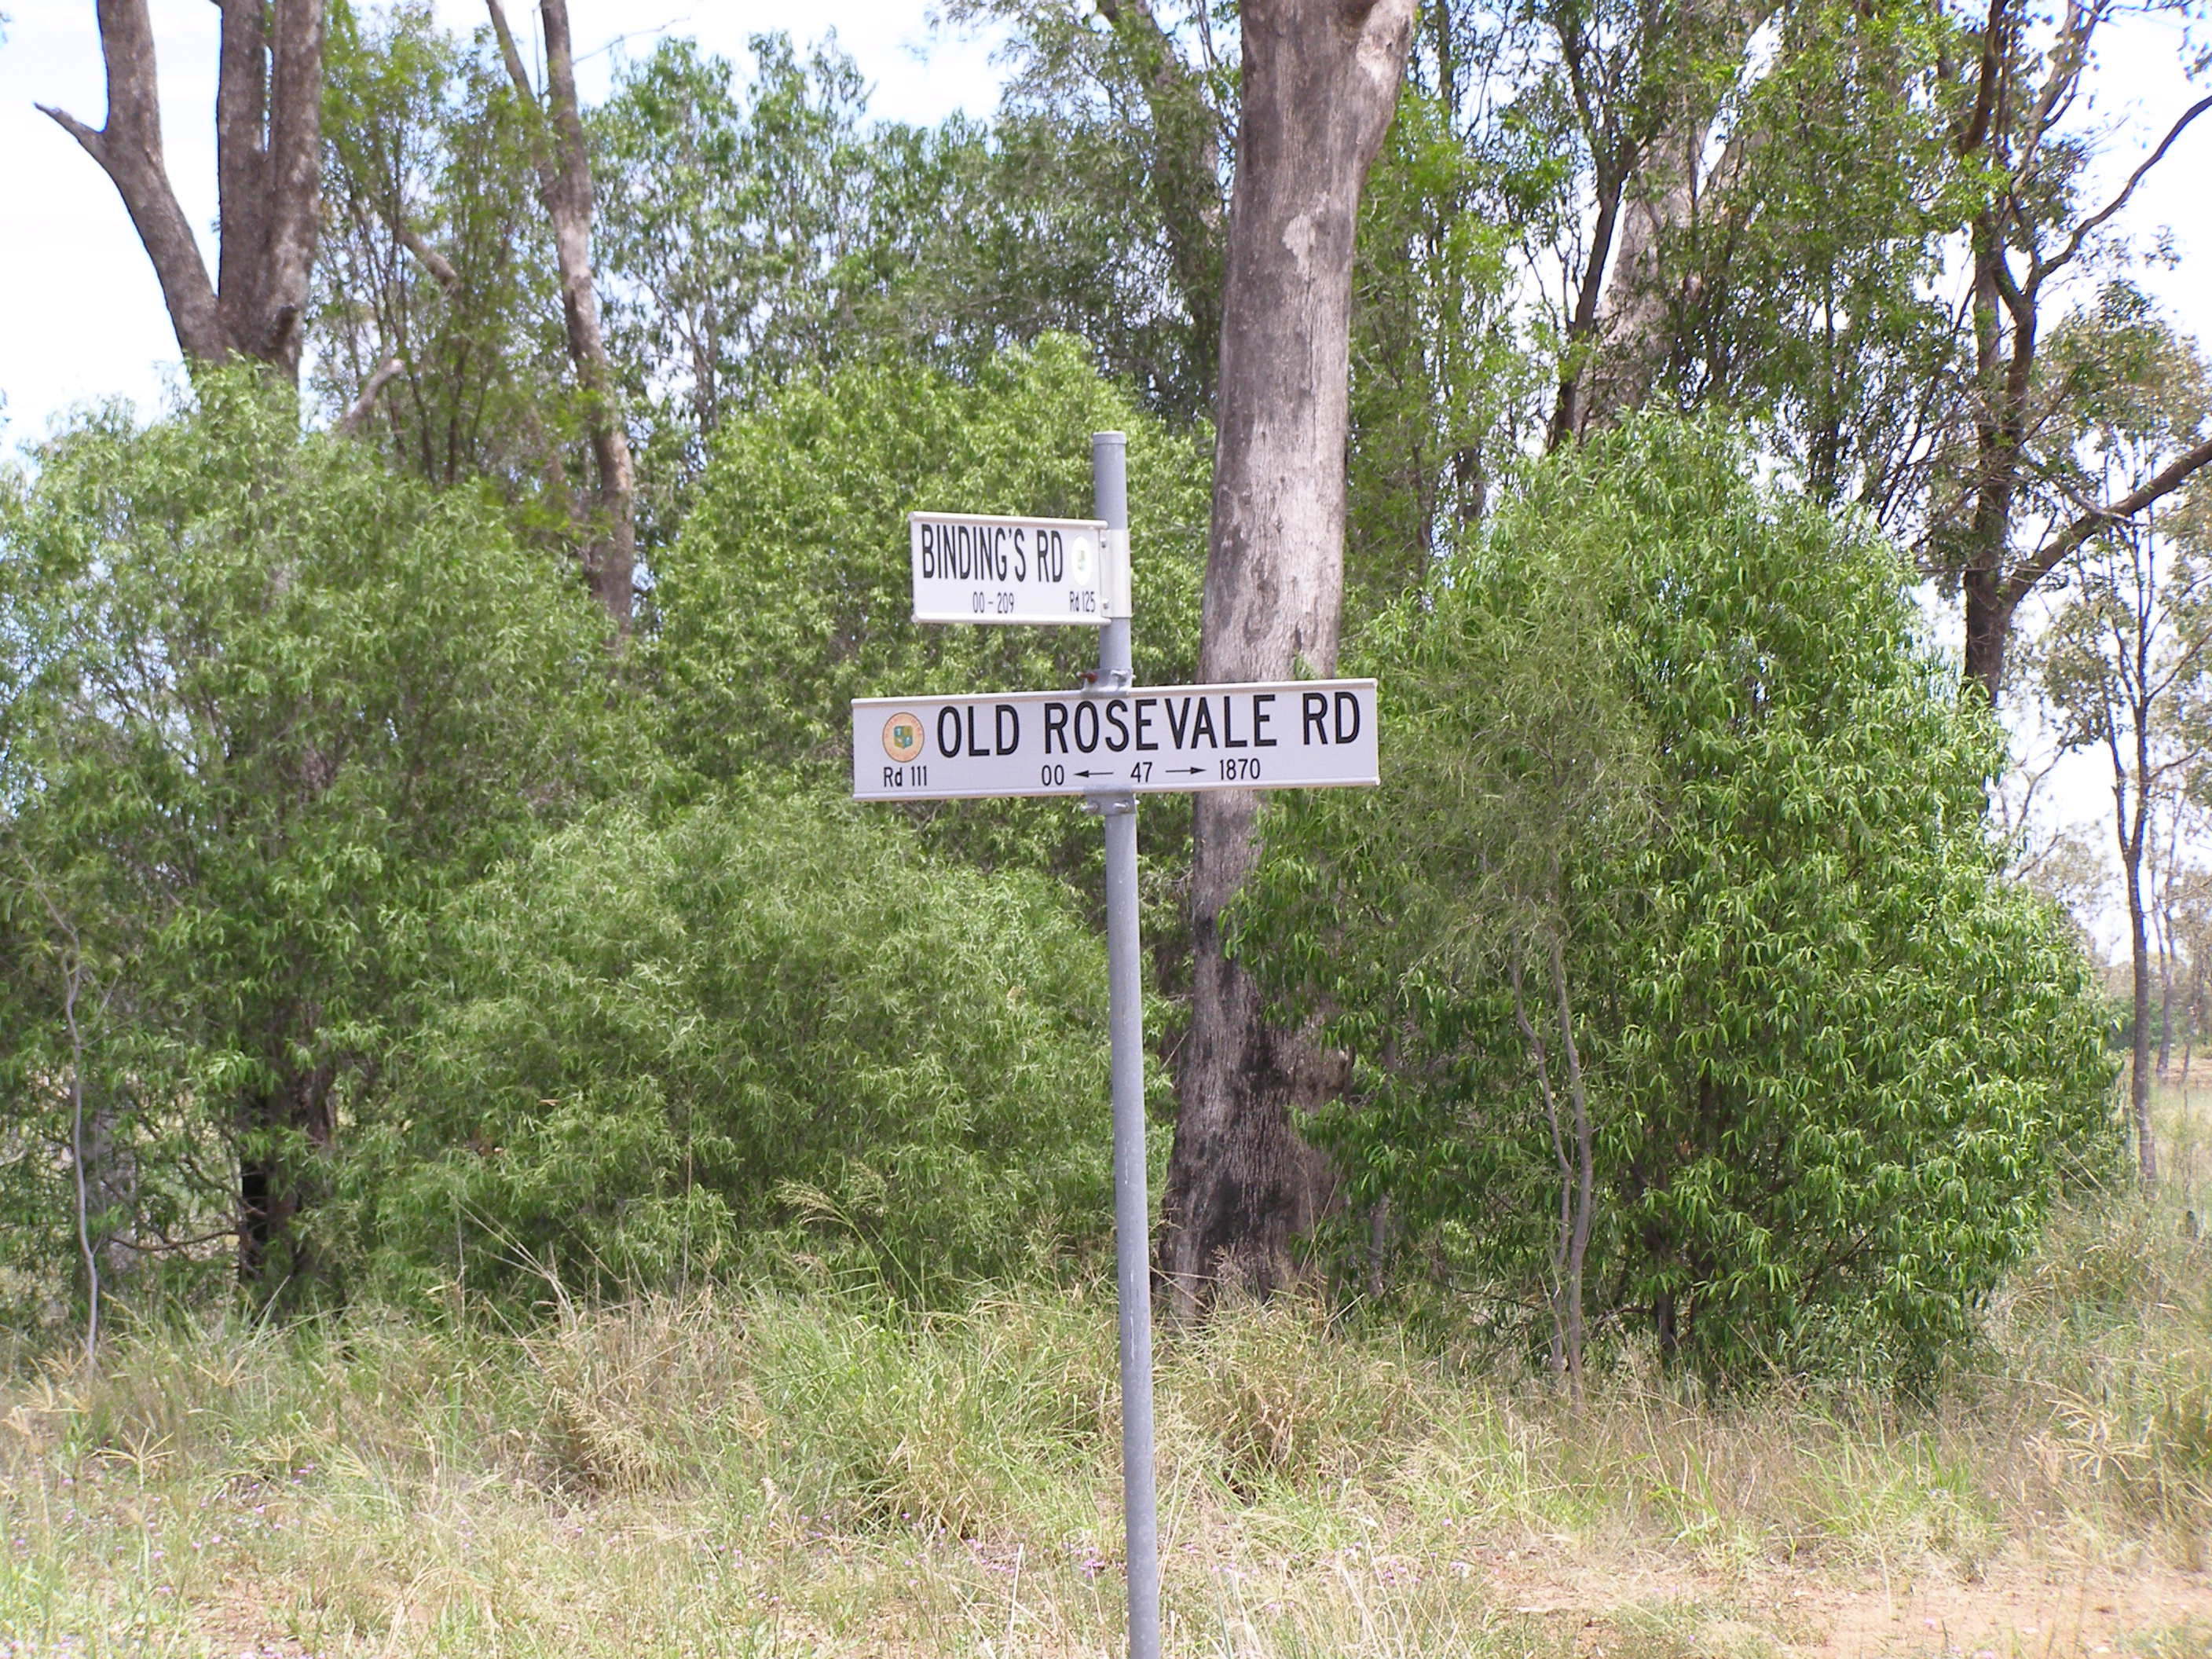 BINDING'S RD
00 - 209 Rd 125
OLD ROSEVALE RD
Rd 111 00 ← 47 → 1870